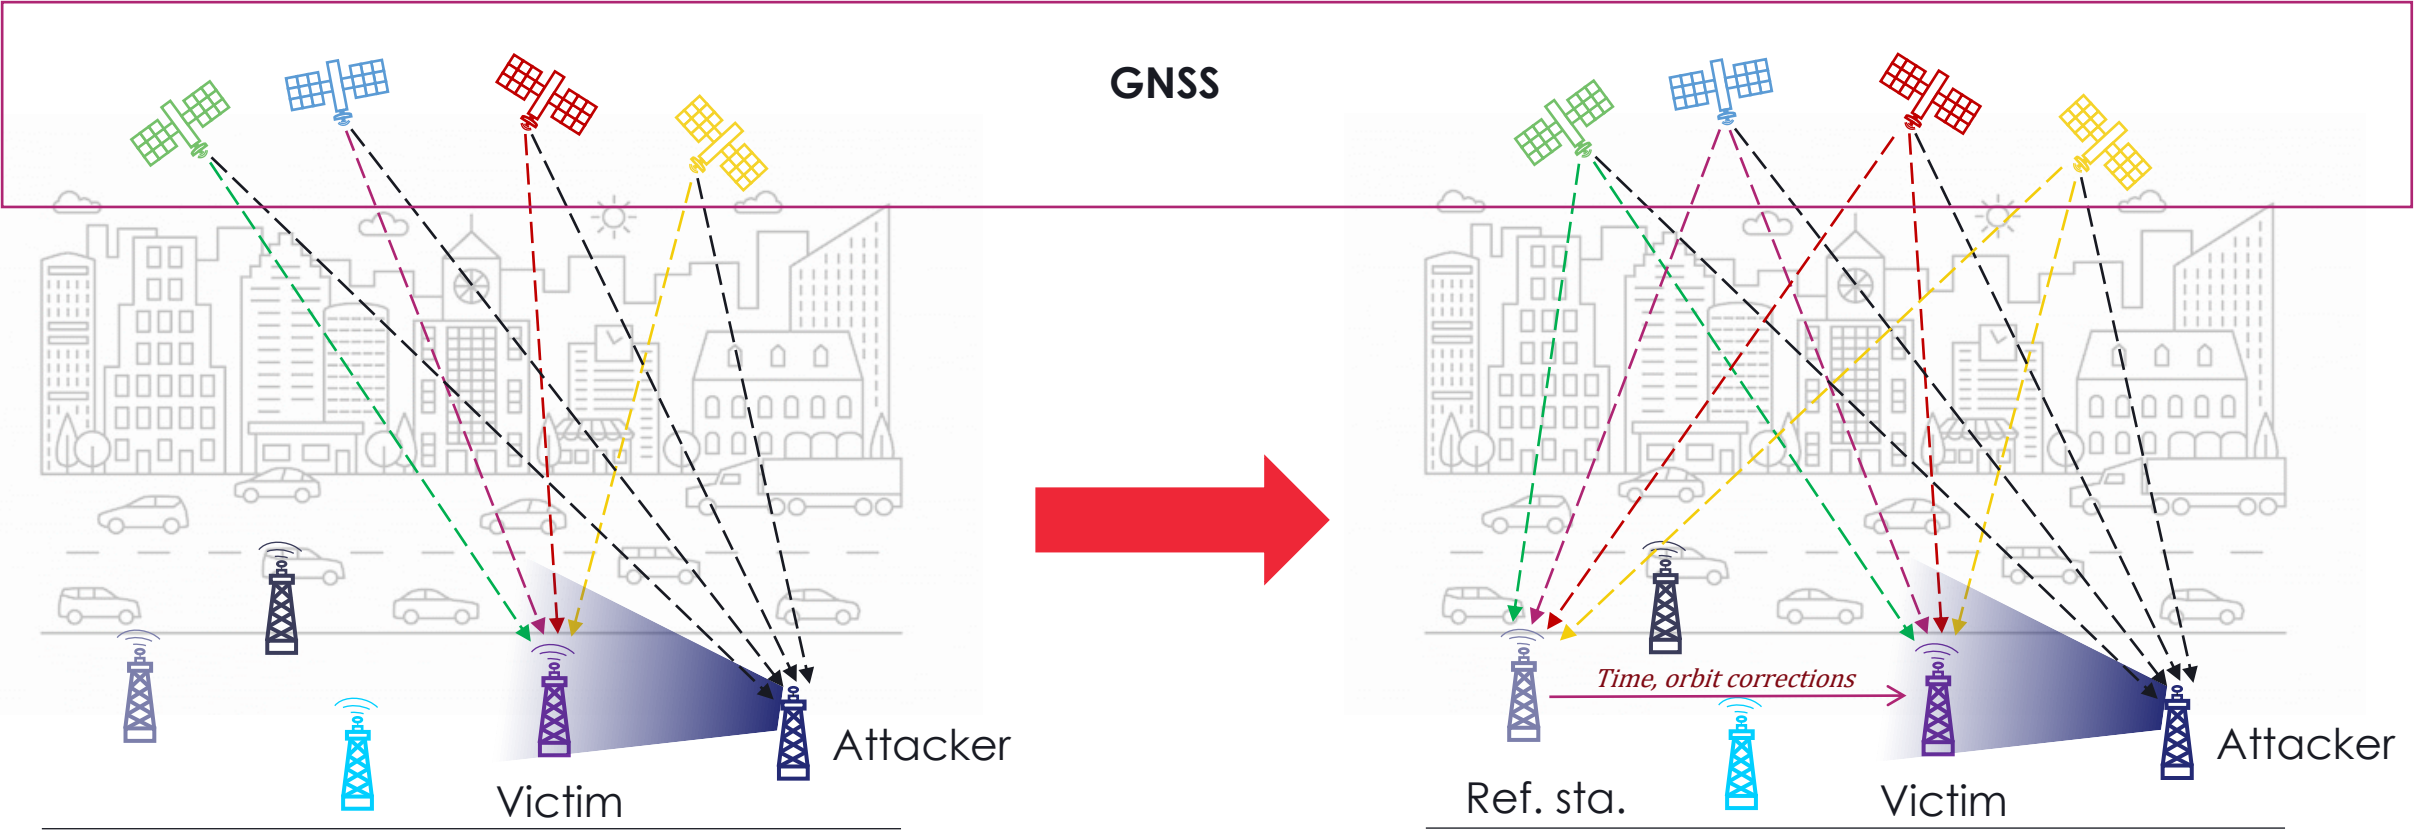 GNSS
Time, orbit corrections
Attacker
Victim
Ref. sta.
Victim
Attacker